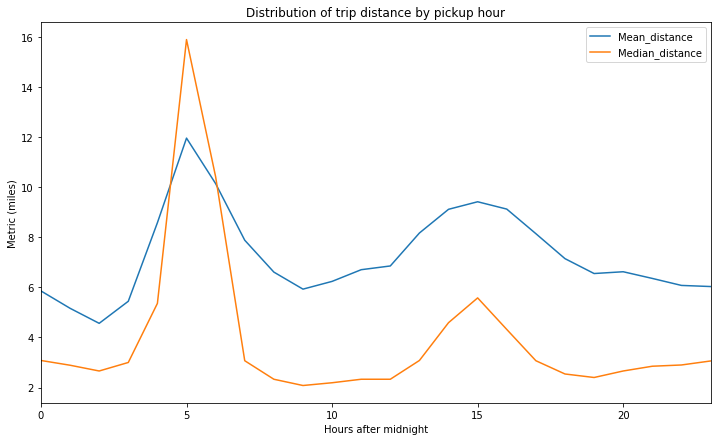 Distribution of trip distance by pickup hour
Mean_distance
Median_distance
Metric (miles)
16
14
12
10
8
6
4
2
0
5
10
15
20
Hours after midnight